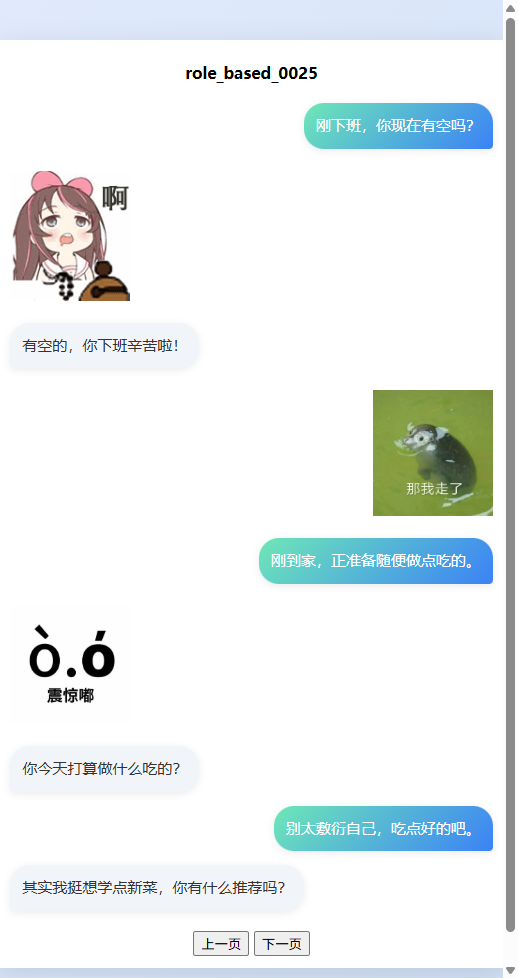 role_based_0025
刚下班，你现在有空吗？
啊
有空的，你下班辛苦啦！
那我走了
刚到家，正准备随便做点吃的。
ò.ó
震惊嘟
你今天打算做什么吃的？
别太敷衍自己，吃点好的吧。
其实我挺想学点新菜，你有什么推荐吗？
上一页 下一页